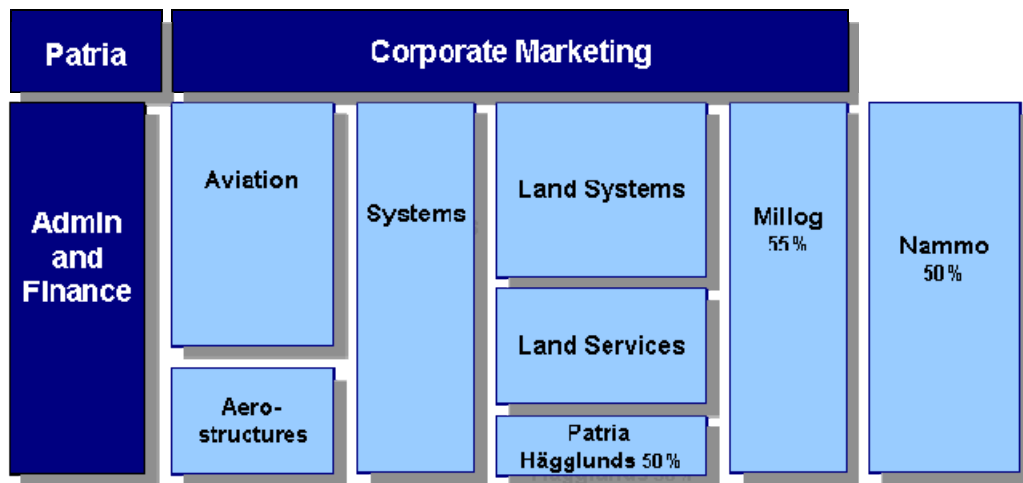 Patria
Corporate Marketing
Admin
and
Finance
Aviation
Aero-
structures
Systems
Land Systems
Land Services
Patria
Hägglunds 50%
Millog
55%
Nammo
50%